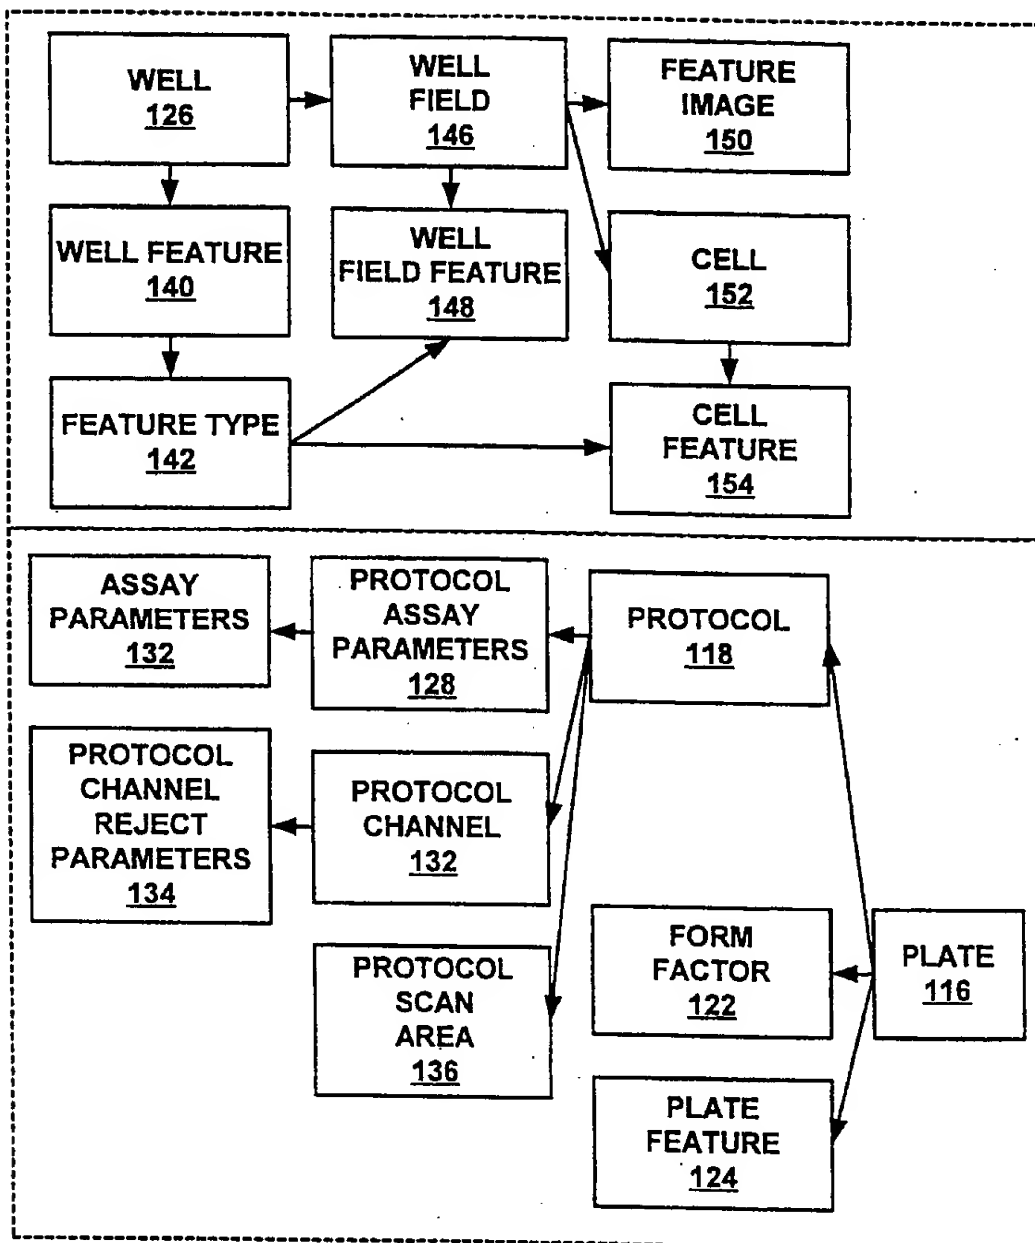 WELL
126
WELL
FIELD
146
FEATURE
IMAGE
150
WELL FEATURE
140
WELL
FIELD FEATURE
148
CELL
152
FEATURE TYPE
142
CELL
FEATURE
154
ASSAY
PARAMETERS
132
PROTOCOL
ASSAY
PARAMETERS
128
PROTOCOL
118
PROTOCOL
CHANNEL
REJECT
PARAMETERS
134
PROTOCOL
CHANNEL
132
PROTOCOL
SCAN
AREA
136
FORM
FACTOR
122
PLATE
116
PLATE
FEATURE
124